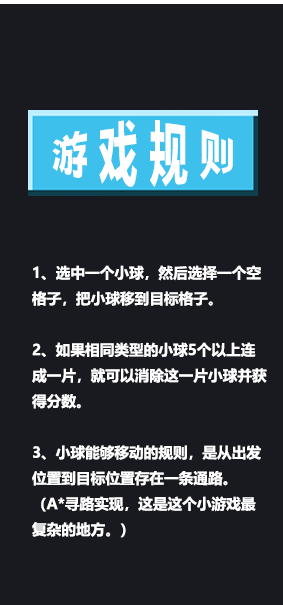 游戏规则
1、选中一个小球，然后选择一个空
格子，把小球移到目标格子。
2、如果相同类型的小球5个以上连
成一片，就可以消除这一片小球并获
得分数。
3、小球能够移动的规则，是从出发
位置到目标位置存在一条通路。
（A*寻路实现，这是这个小游戏最
复杂的地方。）